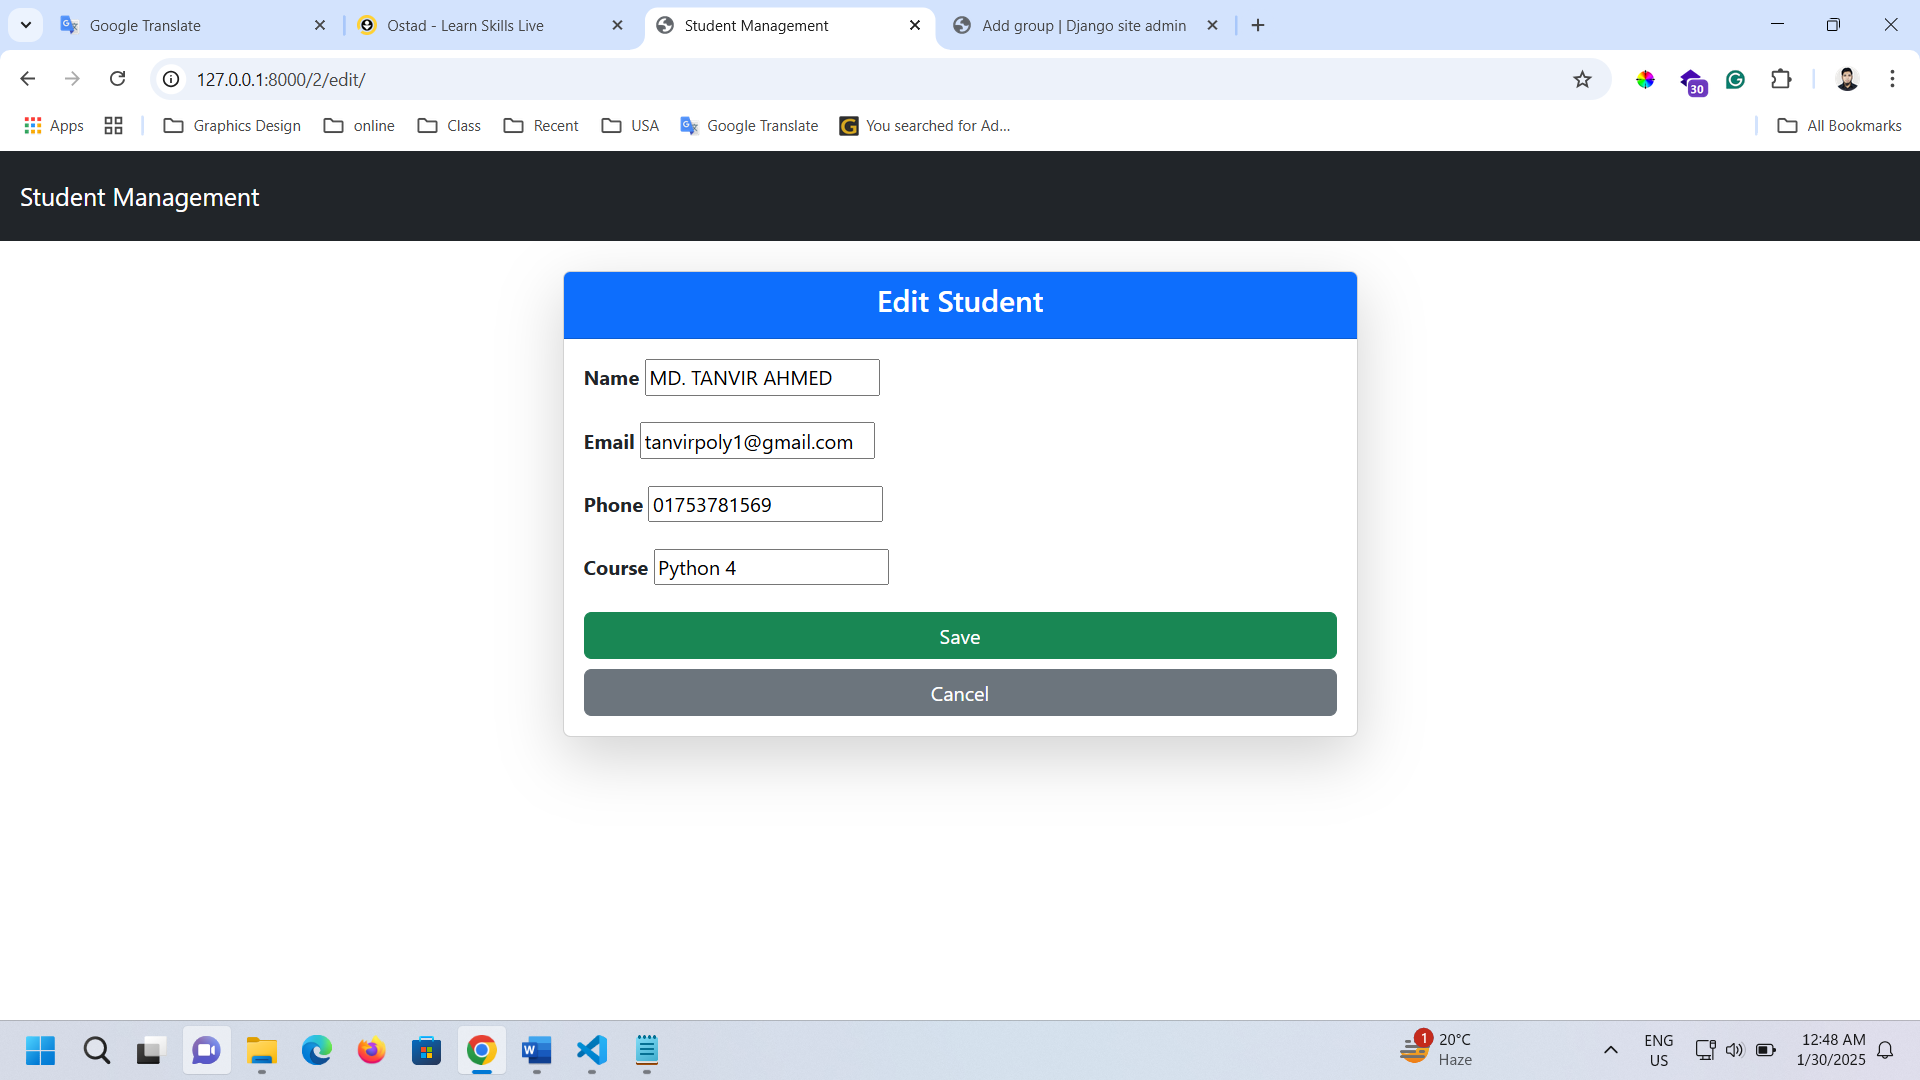 Google Translate
Ostad - Learn Skills Live
Student Management
Add group | Django site admin
127.0.0.1:8000/2/edit/
30
Apps
Graphics Design
online
Class
Recent
USA
Google Translate
You searched for Ad...
All Bookmarks
Student Management
Edit Student
Name MD. TANVIR AHMED
Email tanvirpoly1@gmail.com
Phone 01753781569
Course Python 4
Save
Cancel
1
20°C
Haze
ENG
US
12:48 AM
1/30/2025